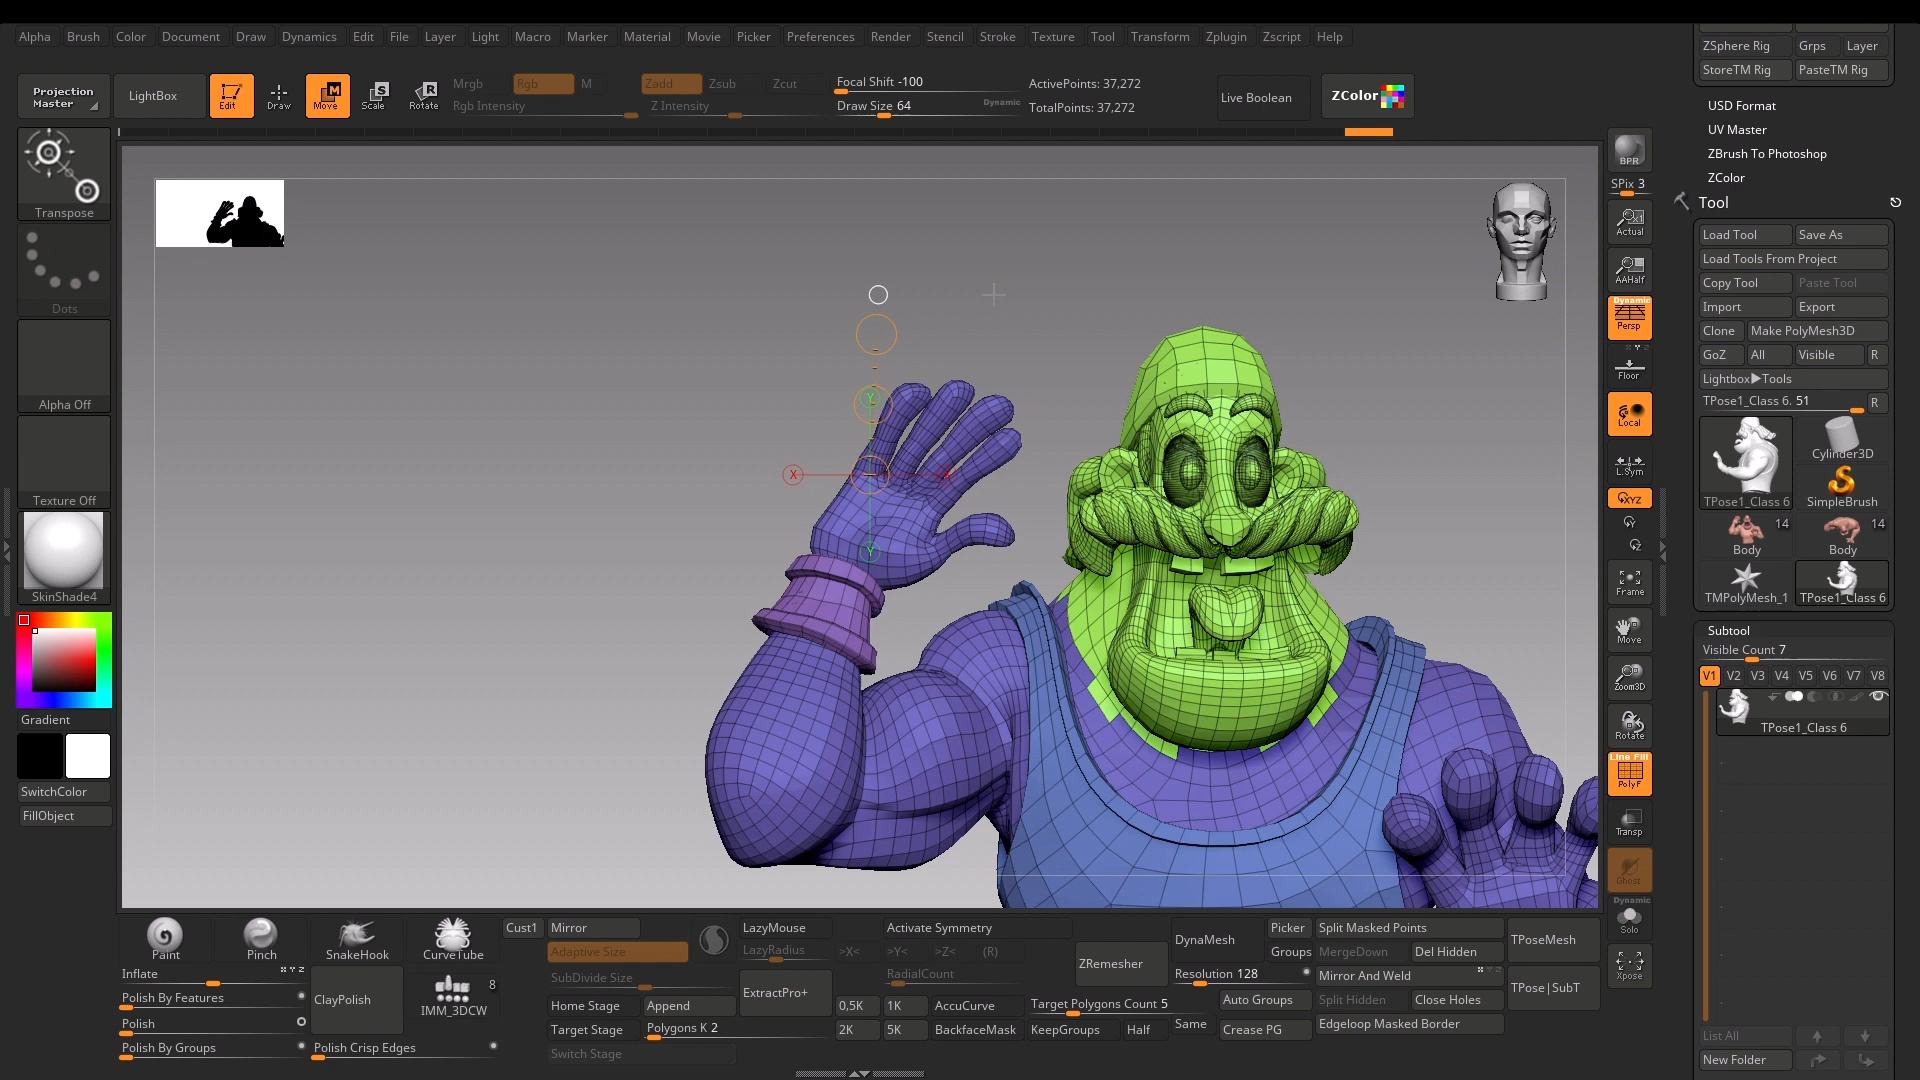 Alpha Brush Color Document Draw Dynamics Edit File Layer Light Macro Marker Material Movie Picker Preferences Render Stencil Stroke Texture Tool Transform Zplugin Zscript Help
ZSphere Rig Grps Layer
StoreTM Rig PasteTM Rig
USD Format
UV Master
ZBrush To Photoshop
ZColor
Projection
Master
LightBox
Edit
Draw
Move
Scale
Rotate
Mrgb Rgb M
Rgb Intensity
Zadd Zsub Zcut
Z Intensity
Focal Shift -100
Draw Size 64
Dynamic
ActivePoints: 37,272
TotalPoints: 37,272
Live Boolean
ZColor
Transpose
Dots
Alpha Off
Texture Off
SkinShade4
Gradient
SwitchColor
FillObject
Y
X
Y
BPR
SPix 3
Actual
AAHalf
Dynamic
Persp
Floor
Local
L.Sym
XYZ
Frame
Move
Zoom3D
Rotate
Line Fill
PolyF
Transp
Ghost
Dynamic
Solo
Xpose
Tool
Load Tool Save As
Load Tools From Project
Copy Tool Paste Tool
Import Export
Clone Make PolyMesh3D
GoZ All Visible R
Lightbox▶Tools
TPose1_Class 6. 51 R
TPose1_Class 6
Cylinder3D
SimpleBrush
14
Body
14
Body
TMPolyMesh_1
TPose1_Class 6
Subtool
Visible Count 7
V1 V2 V3 V4 V5 V6 V7 V8
TPose1_Class 6
List All
New Folder
Paint
Pinch
SnakeHook
CurveTube
Inflate
Polish By Features
Polish
Polish By Groups
ClayPolish
8
IMM_3DCW
Polish Crisp Edges
Cust1 Mirror
Adaptive Size
SubDivide Size
Home Stage Append
Target Stage Polygons K 2
Switch Stage
LazyMouse
LazyRadius
ExtractPro+
Activate Symmetry
>X< >Y< >Z< (R)
RadialCount
0,5K 1K AccuCurve
2K 5K BackfaceMask
ZRemesher
Target Polygons Count 5
KeepGroups Half Same
DynaMesh
Resolution 128
Auto Groups
Crease PG
Picker
Groups
Split Masked Points
MergeDown Del Hidden
Mirror And Weld
Split Hidden Close Holes
Edgeloop Masked Border
TPoseMesh
TPose|SubT